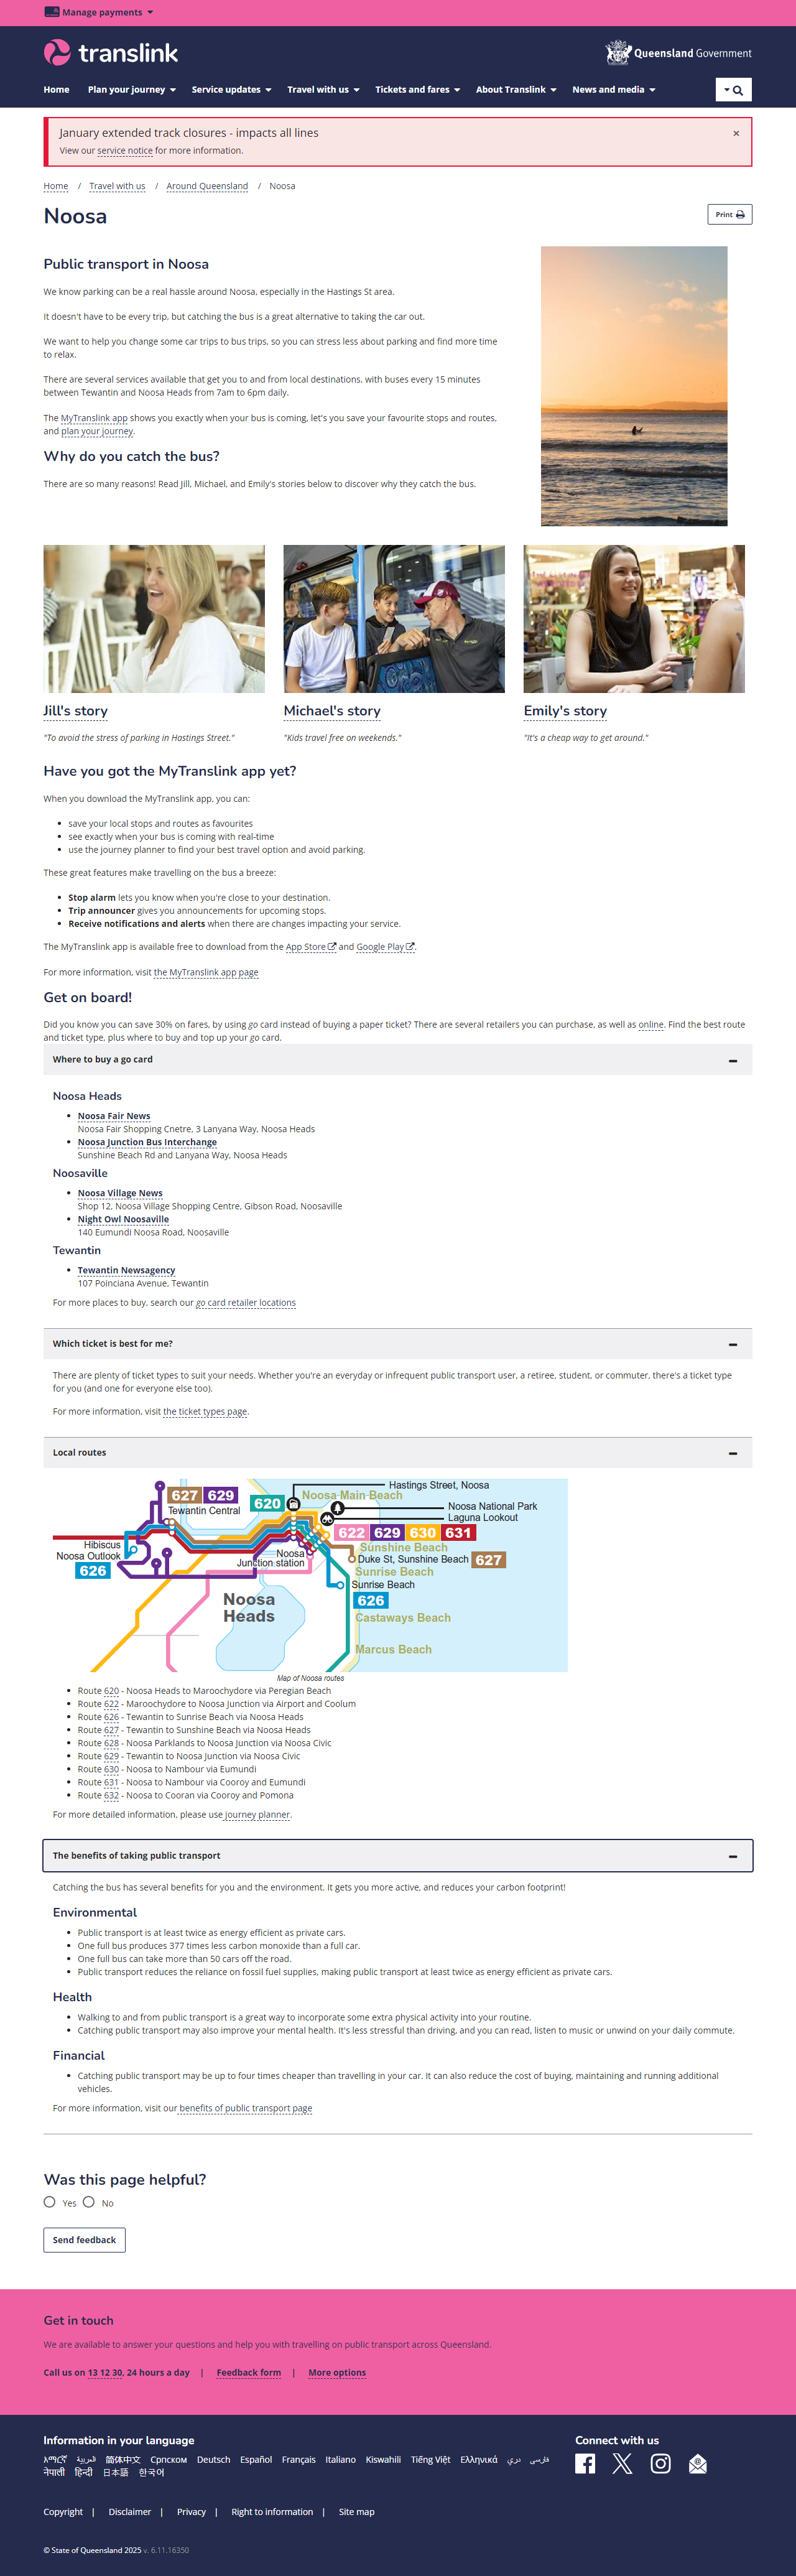 Manage payments
translink
Queensland Government
Home Plan your journey Service updates Travel with us Tickets and fares About Translink News and media
January extended track closures - impacts all lines
×
View our service notice for more information.
Home / Travel with us / Around Queensland / Noosa
Noosa
Print
Public transport in Noosa
We know parking can be a real hassle around Noosa, especially in the Hastings St area.
It doesn't have to be every trip, but catching the bus is a great alternative to taking the car out.
We want to help you change some car trips to bus trips, so you can stress less about parking and find more time
to relax.
There are several services available that get you to and from local destinations, with buses every 15 minutes
between Tewantin and Noosa Heads from 7am to 6pm daily.
The MyTranslink app shows you exactly when your bus is coming, let's you save your favourite stops and routes,
and plan your journey.
Why do you catch the bus?
There are so many reasons! Read Jill, Michael, and Emily's stories below to discover why they catch the bus.
Jill's story
"To avoid the stress of parking in Hastings Street."
Michael's story
"Kids travel free on weekends."
Emily's story
"It's a cheap way to get around."
Have you got the MyTranslink app yet?
When you download the MyTranslink app, you can:
• save your local stops and routes as favourites
• see exactly when your bus is coming with real-time
• use the journey planner to find your best travel option and avoid parking.
These great features make travelling on the bus a breeze:
• Stop alarm lets you know when you're close to your destination.
• Trip announcer gives you announcements for upcoming stops.
• Receive notifications and alerts when there are changes impacting your service.
The MyTranslink app is available free to download from the App Store and Google Play.
For more information, visit the MyTranslink app page
Get on board!
Did you know you can save 30% on fares, by using go card instead of buying a paper ticket? There are several retailers you can purchase, as well as online. Find the best route
and ticket type, plus where to buy and top up your go card.
Where to buy a go card
Noosa Heads
• Noosa Fair News
Noosa Fair Shopping Cnetre, 3 Lanyana Way, Noosa Heads
• Noosa Junction Bus Interchange
Sunshine Beach Rd and Lanyana Way, Noosa Heads
Noosaville
• Noosa Village News
Shop 12, Noosa Village Shopping Centre, Gibson Road, Noosaville
• Night Owl Noosaville
140 Eumundi Noosa Road, Noosaville
Tewantin
• Tewantin Newsagency
107 Poinciana Avenue, Tewantin
For more places to buy, search our go card retailer locations
Which ticket is best for me?
There are plenty of ticket types to suit your needs. Whether you're an everyday or infrequent public transport user, a retiree, student, or commuter, there's a ticket type
for you (and one for everyone else too).
For more information, visit the ticket types page.
Local routes
Hastings Street, Noosa
627 629
Noosa Main Beach
620
Tewantin Central
Noosa National Park
Laguna Lookout
622 629 630 631
Hibiscus
Noosa Outlook
626
Noosa
Junction station
Sunshine Beach
Duke St, Sunshine Beach 627
Sunrise Beach
Sunrise Beach
626
Noosa
Heads
Castaways Beach
Marcus Beach
Map of Noosa routes
• Route 620 - Noosa Heads to Maroochydore via Peregian Beach
• Route 622 - Maroochydore to Noosa Junction via Airport and Coolum
• Route 626 - Tewantin to Sunrise Beach via Noosa Heads
• Route 627 - Tewantin to Sunshine Beach via Noosa Heads
• Route 628 - Noosa Parklands to Noosa Junction via Noosa Civic
• Route 629 - Tewantin to Noosa Junction via Noosa Civic
• Route 630 - Noosa to Nambour via Eumundi
• Route 631 - Noosa to Nambour via Cooroy and Eumundi
• Route 632 - Noosa to Cooran via Cooroy and Pomona
For more detailed information, please use journey planner.
The benefits of taking public transport
Catching the bus has several benefits for you and the environment. It gets you more active, and reduces your carbon footprint!
Environmental
• Public transport is at least twice as energy efficient as private cars.
• One full bus produces 377 times less carbon monoxide than a full car.
• One full bus can take more than 50 cars off the road.
• Public transport reduces the reliance on fossil fuel supplies, making public transport at least twice as energy efficient as private cars.
Health
• Walking to and from public transport is a great way to incorporate some extra physical activity into your routine.
• Catching public transport may also improve your mental health. It's less stressful than driving, and you can read, listen to music or unwind on your daily commute.
Financial
• Catching public transport may be up to four times cheaper than travelling in your car. It can also reduce the cost of buying, maintaining and running additional
vehicles.
For more information, visit our benefits of public transport page
Was this page helpful?
Yes No
Send feedback
Get in touch
We are available to answer your questions and help you with travelling on public transport across Queensland.
Call us on 13 12 30, 24 hours a day | Feedback form | More options
Information in your language
Connect with us
አማርኛ العربية 简体中文 Српском Deutsch Español Français Italiano Kiswahili Tiếng Việt Ελληνικά دری فارسی
नेपाली हिन्दी 日本語 한국어
Copyright | Disclaimer | Privacy | Right to information | Site map
© State of Queensland 2025 v. 6.11.16350